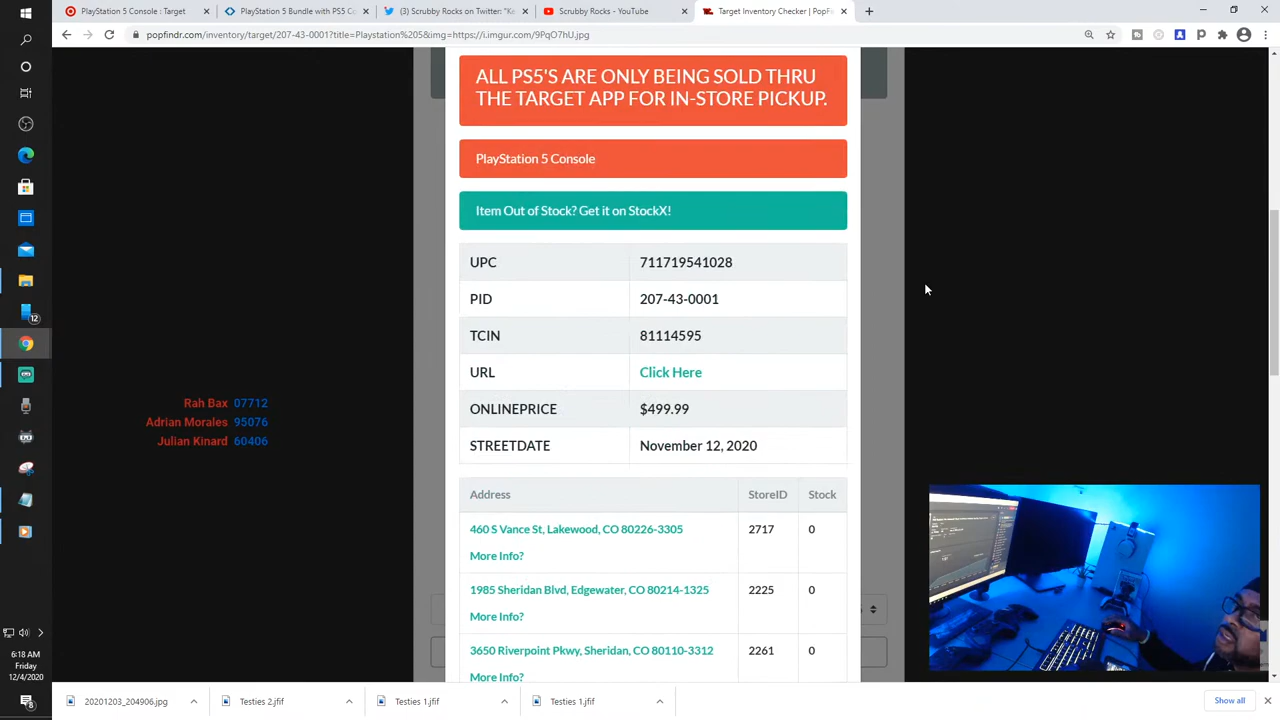 PlayStation 5 Console : Target
PlayStation 5 Bundle with PS5 Co
(3) Scrubby Rocks on Twitter: "Ke
Scrubby Rocks - YouTube
Target Inventory Checker | PopFi
popfindr.com/inventory/target/207-43-0001?title=Playstation%205&img=https://i.imgur.com/9PqO7hU.jpg
ALL PS5'S ARE ONLY BEING SOLD THRU
THE TARGET APP FOR IN-STORE PICKUP.
PlayStation 5 Console
Item Out of Stock? Get it on StockX!
UPC 711719541028
PID 207-43-0001
TCIN 81114595
URL Click Here
ONLINEPRICE $499.99
STREETDATE November 12, 2020
Address StoreID Stock
460 S Vance St, Lakewood, CO 80226-3305 2717 0
More Info?
1985 Sheridan Blvd, Edgewater, CO 80214-1325 2225 0
More Info?
3650 Riverpoint Pkwy, Sheridan, CO 80110-3312 2261 0
More Info?
Rah Bax 07712
Adrian Morales 95076
Julian Kinard 60406
12
6:18 AM
Friday
12/4/2020
8
20201203_204906.jpg
Testies 2.jfif
Testies 1.jfif
Testies 1.jfif
Show all